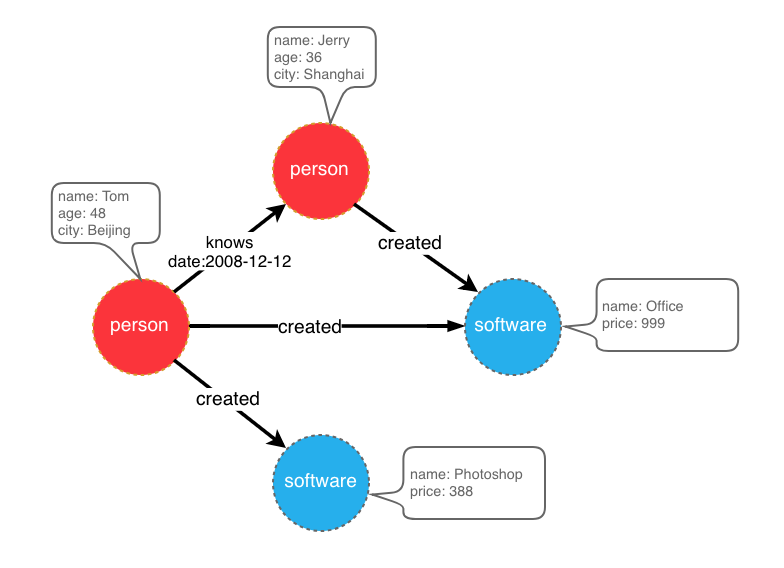 name: Jerry
age: 36
city: Shanghai
person
name: Tom
age: 48
city: Beijing
knows
date:2008-12-12
created
person
created
software
name: Office
price: 999
created
software
name: Photoshop
price: 388